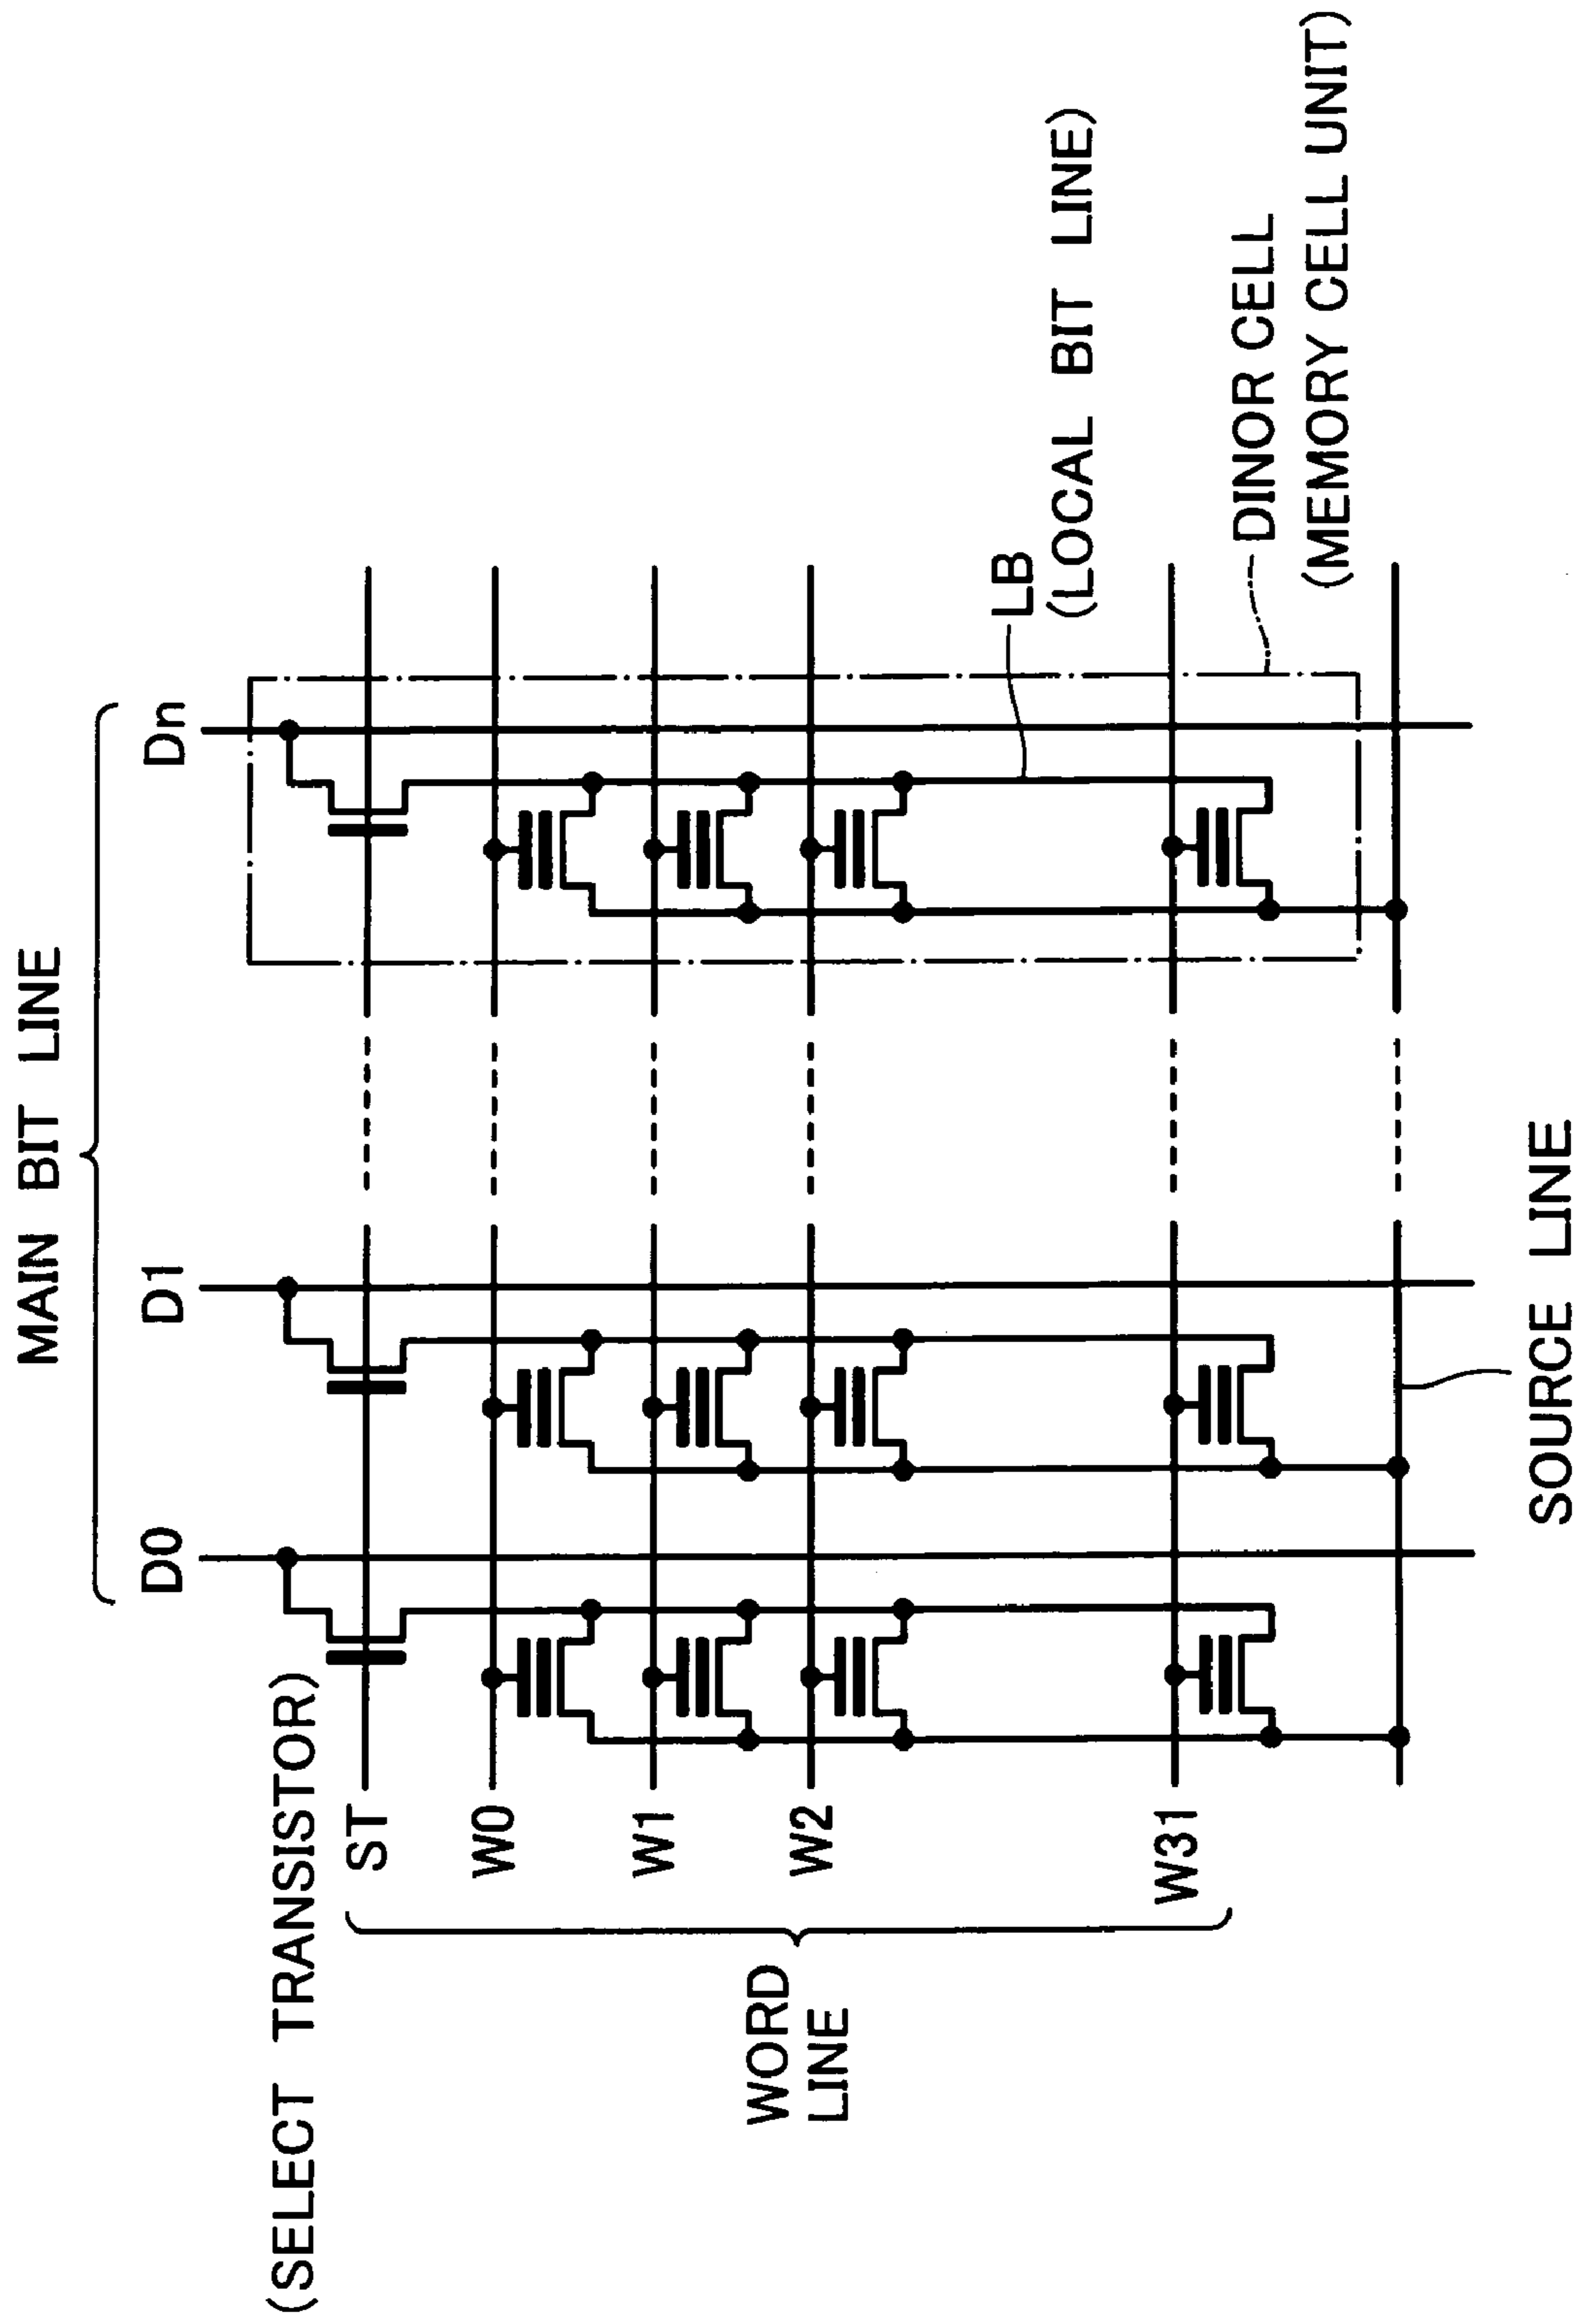 MAIN BIT LINE
D0
D1
Dn
(SELECT TRANSISTOR)
ST
W0
W1
W2
W31
WORD
LINE
LB
(LOCAL BIT LINE)
DINOR CELL
(MEMORY CELL UNIT)
SOURCE LINE